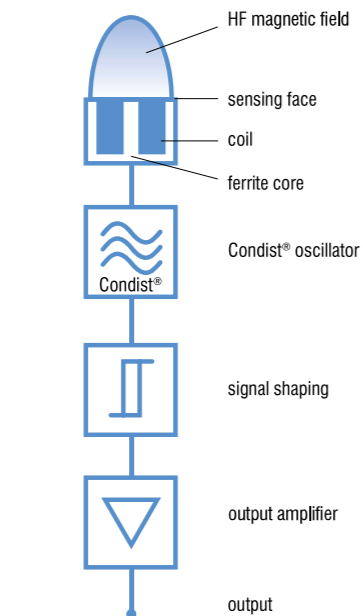 HF magnetic field
sensing face
coil
ferrite core
Condist® oscillator
Condist®
signal shaping
output amplifier
output